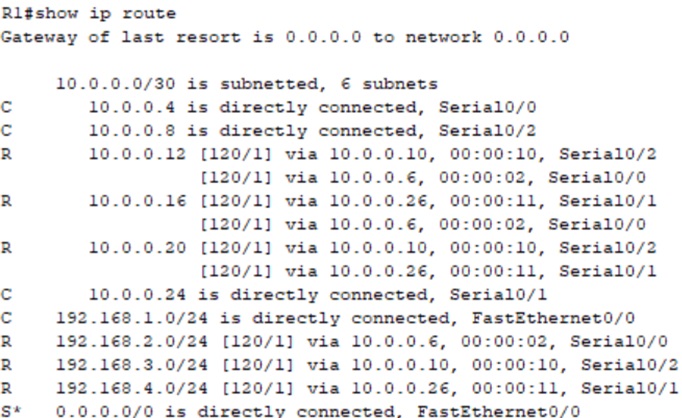 R1#show ip route
Gateway of last resort is 0.0.0.0 to network 0.0.0.0
10.0.0.0/30 is subnetted, 6 subnets
C 10.0.0.4 is directly connected, Serial0/0
C 10.0.0.8 is directly connected, Serial0/2
R 10.0.0.12 [120/1] via 10.0.0.10, 00:00:10, Serial0/2
[120/1] via 10.0.0.6, 00:00:02, Serial0/0
R 10.0.0.16 [120/1] via 10.0.0.26, 00:00:11, Serial0/1
[120/1] via 10.0.0.6, 00:00:02, Serial0/0
R 10.0.0.20 [120/1] via 10.0.0.10, 00:00:10, Serial0/2
[120/1] via 10.0.0.26, 00:00:11, Serial0/1
C 10.0.0.24 is directly connected, Serial0/1
C 192.168.1.0/24 is directly connected, FastEthernet0/0
R 192.168.2.0/24 [120/1] via 10.0.0.6, 00:00:02, Serial0/0
R 192.168.3.0/24 [120/1] via 10.0.0.10, 00:00:10, Serial0/2
R 192.168.4.0/24 [120/1] via 10.0.0.26, 00:00:11, Serial0/1
S* 0.0.0.0/0 is directly connected, FastEthernet0/0